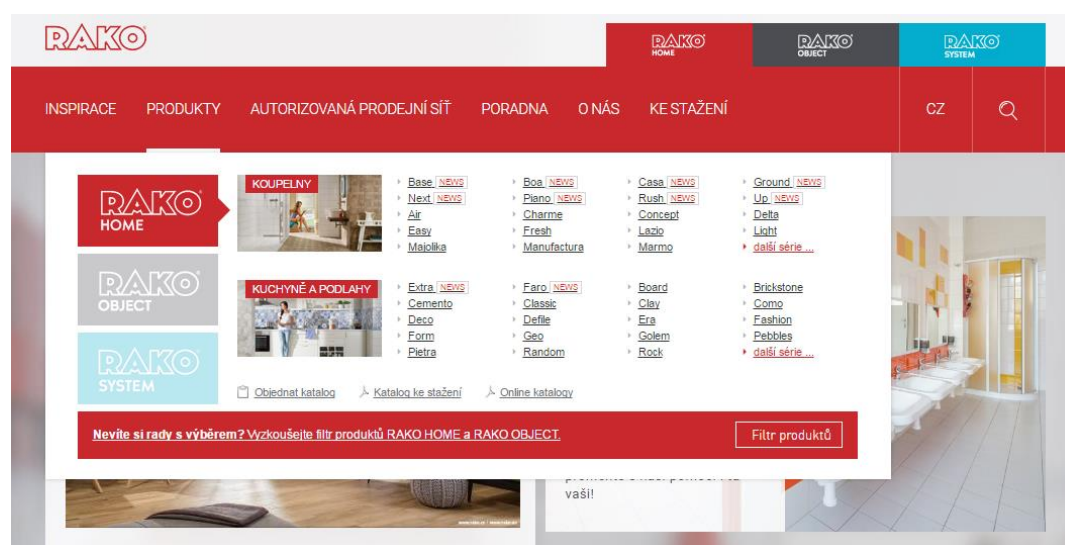 RAKO
RAKO HOME
RAKO OBJECT
RAKO SYSTEM
INSPIRACE PRODUKTY AUTORIZOVANÁ PRODEJNÍ SÍŤ PORADNA O NÁS KE STAŽENÍ CZ
RAKO HOME
RAKO OBJECT
RAKO SYSTEM
KOUPELNY
Base NEWS
Next NEWS
Air
Easy
Majolika
Boa NEWS
Piano NEWS
Charme
Fresh
Manufactura
Casa NEWS
Rush NEWS
Concept
Lazio
Marmo
Ground NEWS
Up NEWS
Delta
Light
další série ...
KUCHYNĚ A PODLAHY
Extra NEWS
Cemento
Deco
Form
Pietra
Faro NEWS
Classic
Defile
Geo
Random
Board
Clay
Era
Golem
Rock
Brickstone
Como
Fashion
Pebbles
další série ...
Objednat katalog Katalog ke stažení Online katalogy
Nevíte si rady s výběrem? Vyzkoušejte filtr produktů RAKO HOME a RAKO OBJECT. Filtr produktů
vaši!